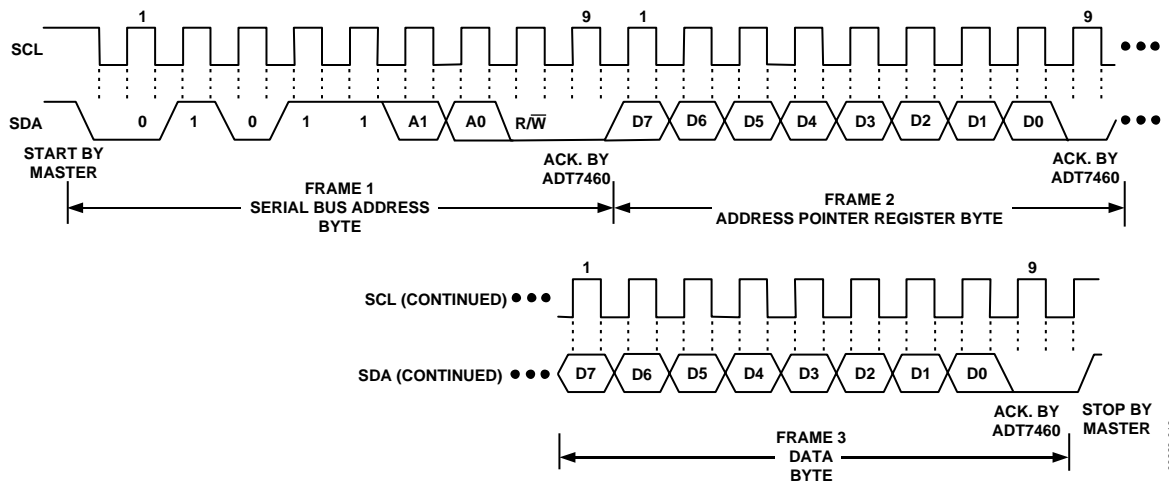 1 9 1 9
SCL
SDA 0 1 0 1 1 A1 A0 R/W̅ D7 D6 D5 D4 D3 D2 D1 D0
START BY
MASTER
ACK. BY
ADT7460
ACK. BY
ADT7460
FRAME 1
SERIAL BUS ADDRESS
BYTE
FRAME 2
ADDRESS POINTER REGISTER BYTE
1 9
SCL (CONTINUED)
SDA (CONTINUED) D7 D6 D5 D4 D3 D2 D1 D0
ACK. BY
ADT7460
STOP BY
MASTER
FRAME 3
DATA
BYTE